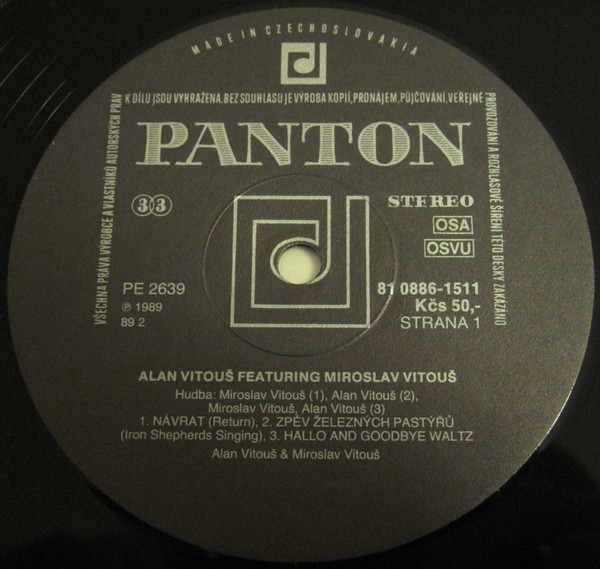 MADE IN CZECHOSLOVAKIA
VŠECHNA PRÁVA VÝROBCE A VLASTNÍKŮ AUTORSKÝCH PRÁV
K DÍLU JSOU VYHRAŽENA. BEZ SOUHLASU JE VÝROBA KOPIÍ, PRONÁJEM, PŮJČOVÁNÍ, VEŘEJNÉ
PROVOZOVÁNÍ A ROZHLASOVÉ ŠÍŘENÍ TÉTO DESKY ZAKÁZÁNO
PANTON
33
STEREO
OSA
OSVU
PE 2639
℗ 1989
89 2
81 0886-1511
Kčs 50,-
STRANA 1
ALAN VITOUŠ FEATURING MIROSLAV VITOUŠ
Hudba: Miroslav Vitouš (1), Alan Vitouš (2),
Miroslav Vitouš, Alan Vitouš (3)
1. NÁVRAT (Return), 2. ZPĚV ŽELEZNÝCH PASTÝŘŮ
(Iron Shepherds Singing), 3. HALLO AND GOODBYE WALTZ
Alan Vitouš & Miroslav Vitouš